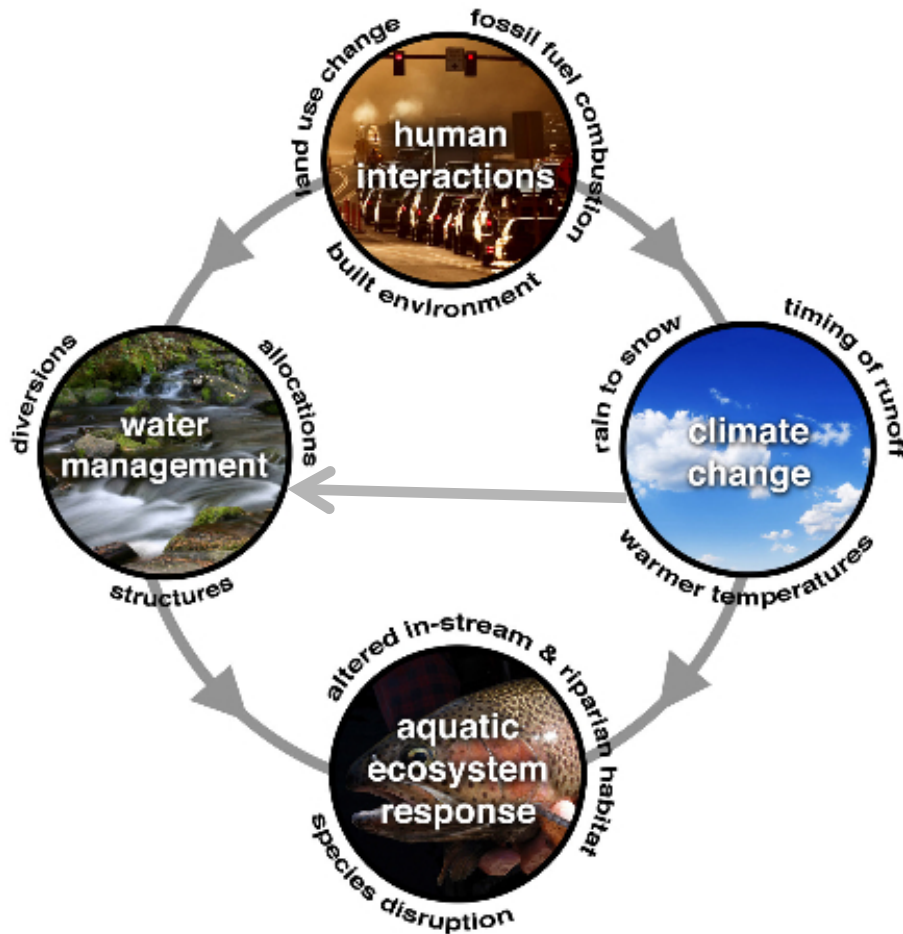 land use change
fossil fuel combustion
human
interactions
built environment
diversions
allocations
water
management
structures
rain to snow
timing of runoff
climate
change
warmer temperatures
altered in-stream & riparian habitat
aquatic
ecosystem
response
species disruption